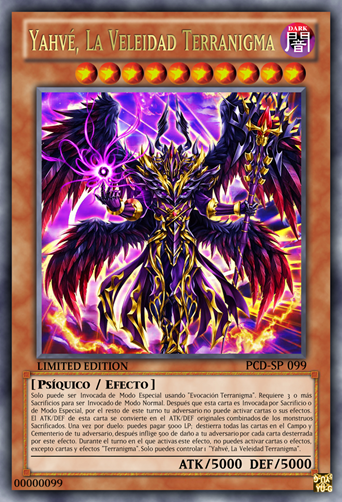 Yahvé, La Veleidad Terranigma
DARK
闇
LIMITED EDITION
PCD-SP 099
[ Psíquico / Efecto ]
Solo puede ser Invocada de Modo Especial usando "Evocación Terranigma". Requiere 3 o más
Sacrificios para ser Invocado de Modo Normal. Después que esta carta es Invocada por Sacrificio o
de Modo Especial, por el resto de este turno tu adversario no puede activar cartas o sus efectos.
El ATK/DEF de esta carta se convierten en el ATK/DEF originales combinados de los monstruos
Sacrificados. Una vez por duelo: puedes pagar 5000 LP; destierra todas las cartas en el Campo y
Cementerio de tu adversario, después inflige 500 de daño a tu adversario por cada carta desterrada
por este efecto. Durante el turno en el que activas este efecto, no puedes activar cartas o efectos,
excepto cartas y efectos "Terranigma". Solo puedes controlar 1 "Yahvé, La Veleidad Terranigma".
ATK/5000 DEF/5000
00000099